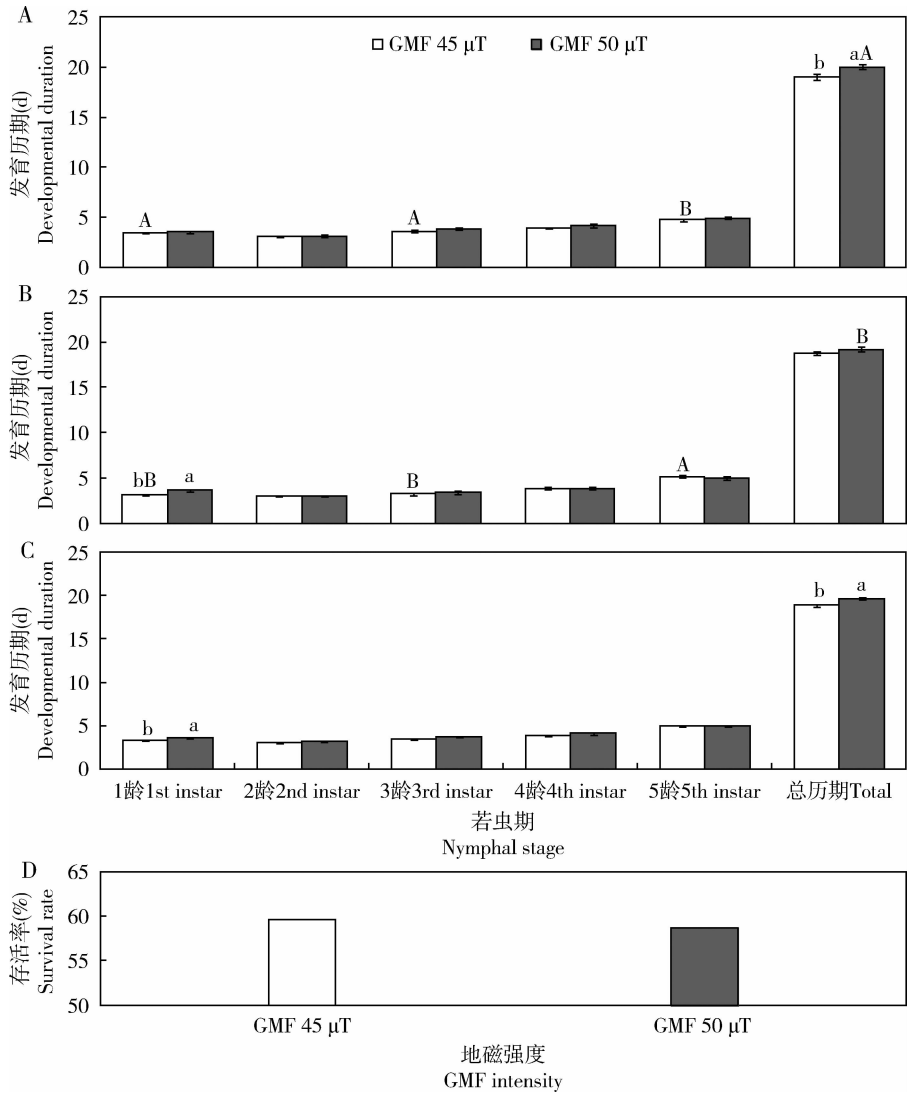 A
25
20
15
10
5
0
发育历期(d)
Developmental duration
GMF 45 μT GMF 50 μT
A A B b aA
B
25
20
15
10
5
0
发育历期(d)
Developmental duration
bB a B A B
C
25
20
15
10
5
0
发育历期(d)
Developmental duration
b a b a
1龄1st instar 2龄2nd instar 3龄3rd instar 4龄4th instar 5龄5th instar 总历期Total
若虫期
Nymphal stage
D
65
60
55
50
存活率(%)
Survival rate
GMF 45 μT GMF 50 μT
地磁强度
GMF intensity